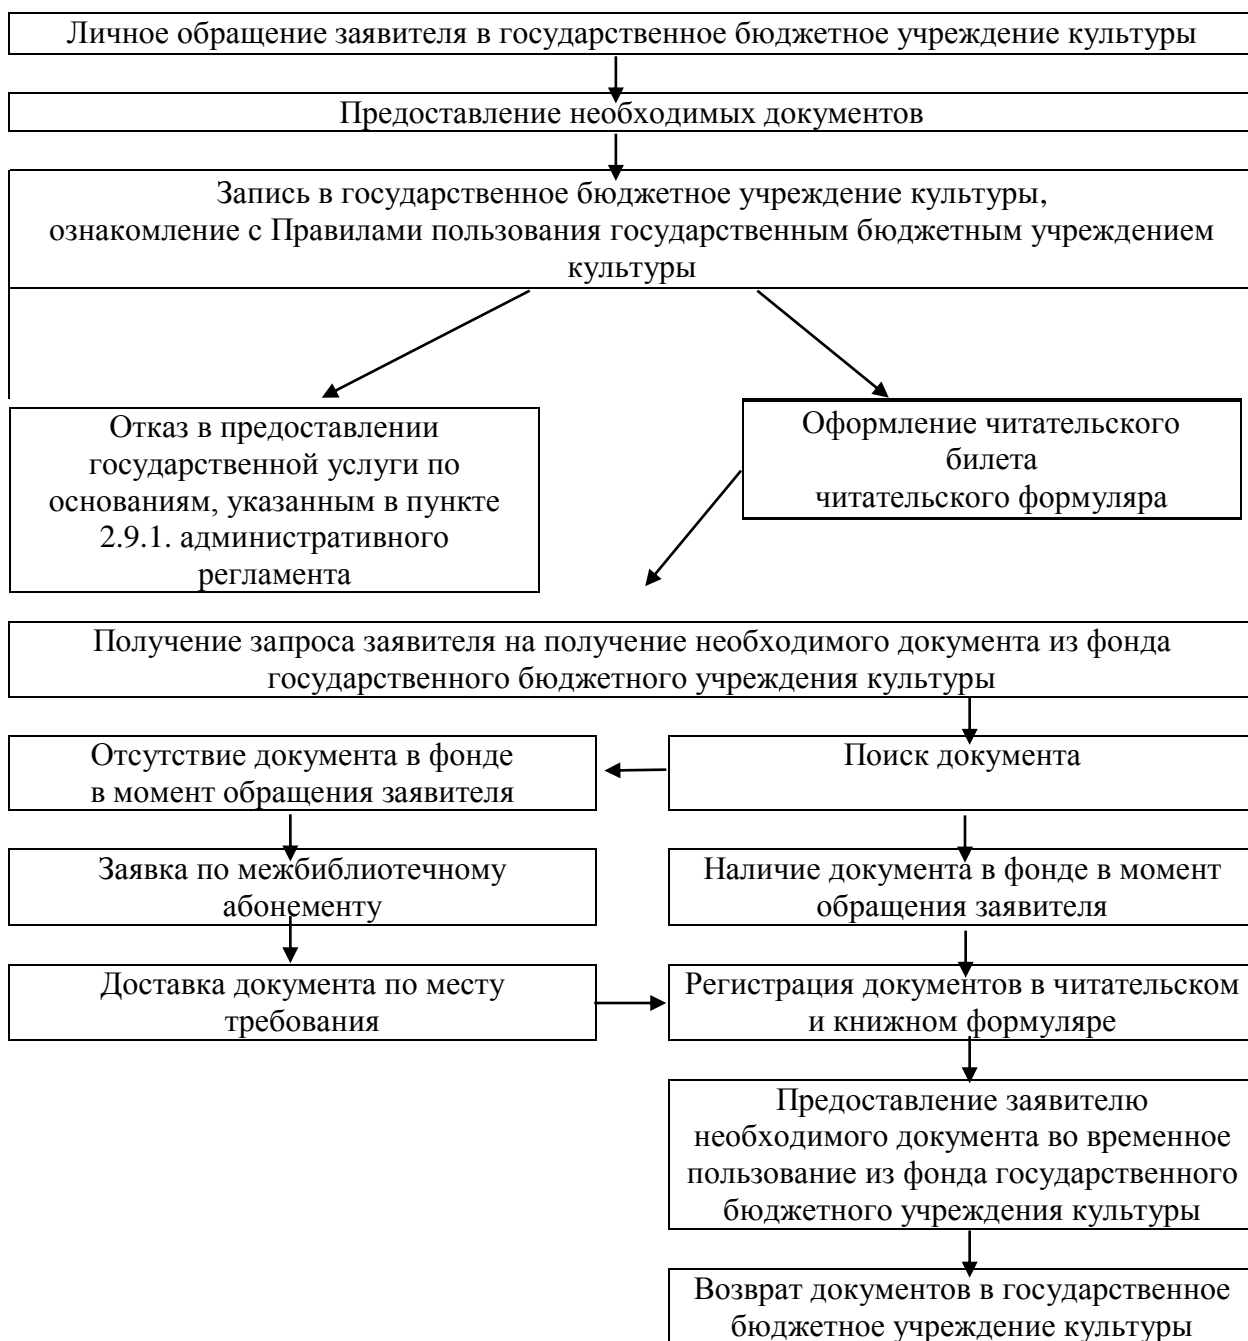 Личное обращение заявителя в государственное бюджетное учреждение культуры
Предоставление необходимых документов
Запись в государственное бюджетное учреждение культуры,
ознакомление с Правилами пользования государственным бюджетным учреждением
культуры
Отказ в предоставлении
государственной услуги по
основаниям, указанным в пункте
2.9.1. административного
регламента
Оформление читательского
билета
читательского формуляра
Получение запроса заявителя на получение необходимого документа из фонда
государственного бюджетного учреждения культуры
Отсутствие документа в фонде
в момент обращения заявителя
Поиск документа
Заявка по межбиблиотечному
абонементу
Наличие документа в фонде в момент
обращения заявителя
Доставка документа по месту
требования
Регистрация документов в читательском
и книжном формуляре
Предоставление заявителю
необходимого документа во временное
пользование из фонда государственного
бюджетного учреждения культуры
Возврат документов в государственное
бюджетное учреждение культуры